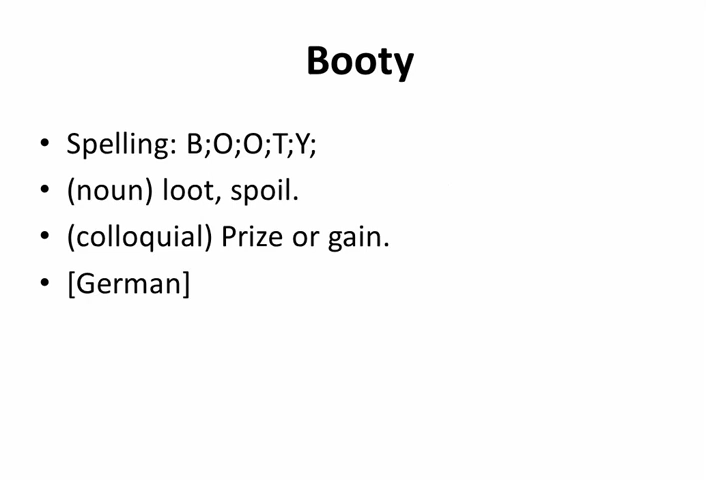 Booty
• Spelling: B;O;O;T;Y;
• (noun) loot, spoil.
• (colloquial) Prize or gain.
• [German]